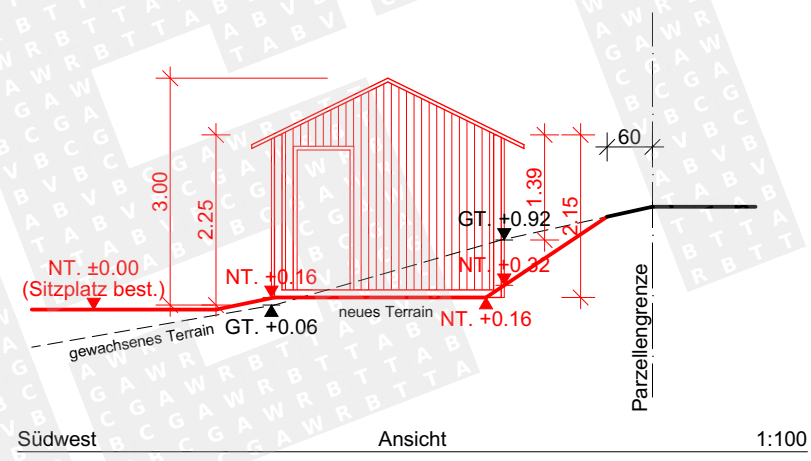 60
3.00
2.25
1.39
2.15
GT. +0.92
NT. ±0.00
(Sitzplatz best.)
NT. +0.16
NT. +0.32
GT. +0.06
neues Terrain
NT. +0.16
gewachsenes Terrain
Parzellengrenze
Südwest
Ansicht
1:100